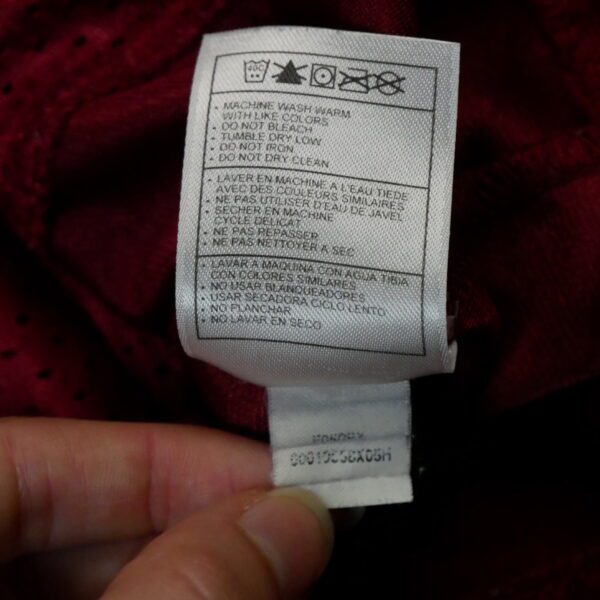 40C
- MACHINE WASH WARM
WITH LIKE COLORS
- DO NOT BLEACH
- TUMBLE DRY LOW
- DO NOT IRON
- DO NOT DRY CLEAN
- LAVER EN MACHINE A L'EAU TIEDE
AVEC DES COULEURS SIMILAIRES
- NE PAS UTILISER D'EAU DE JAVEL
- SECHER EN MACHINE
CYCLE DELICAT
- NE PAS REPASSER
- NE PAS NETTOYER A SEC
- LAVAR A MAQUINA CON AGUA TIBIA
CON COLORES SIMILARES
- NO USAR BLANQUEADORES
- USAR SECADORA CICLO LENTO
- NO PLANCHAR
- NO LAVAR EN SECO